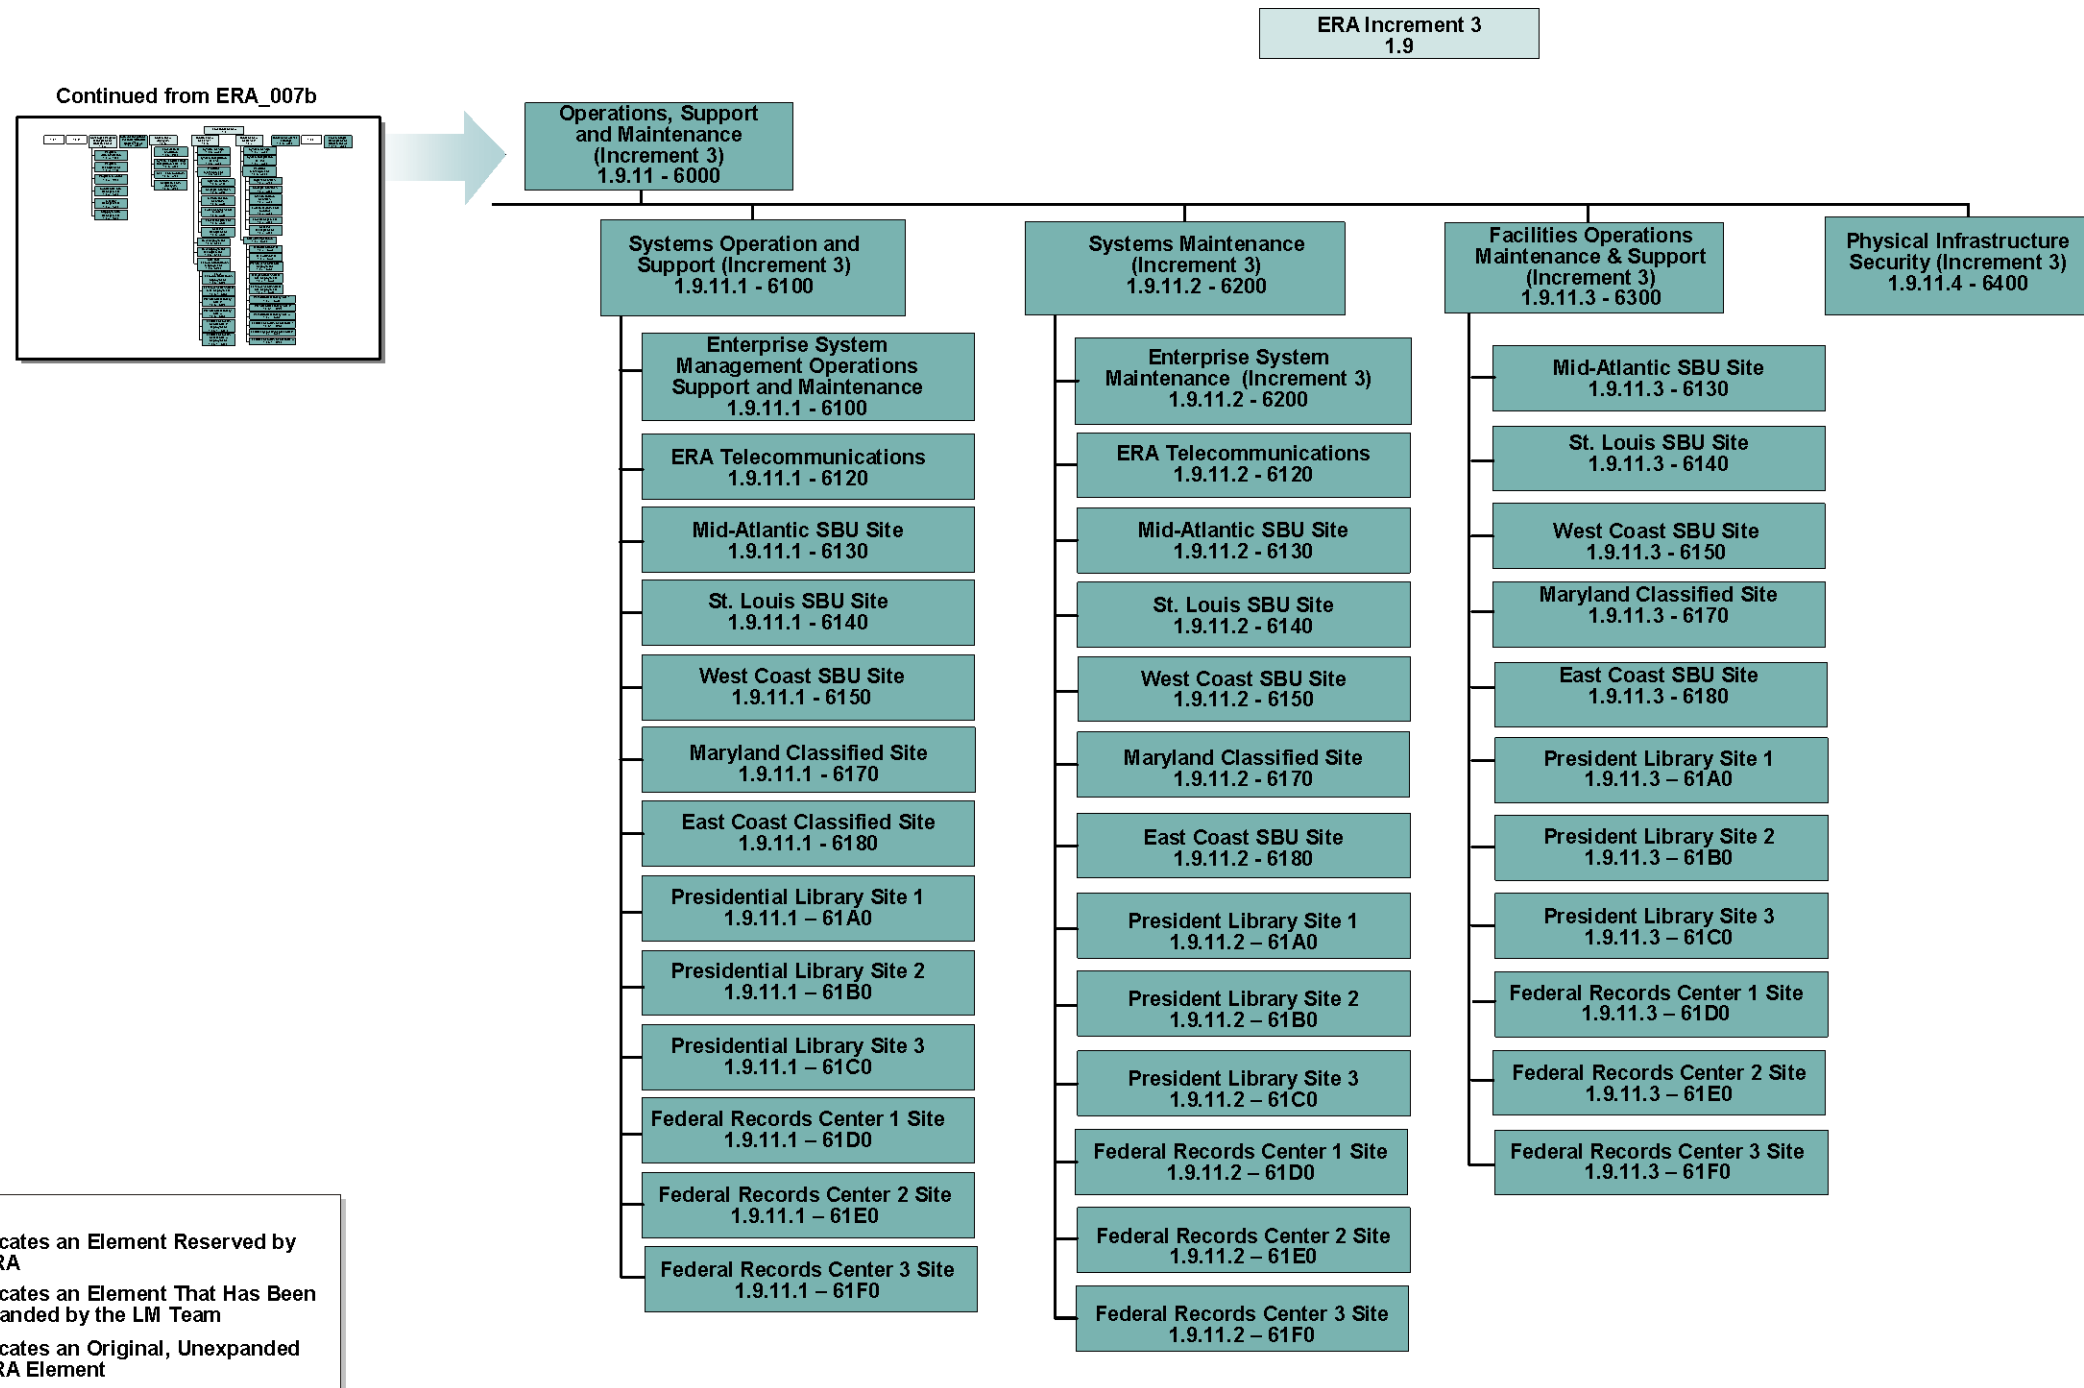 ERA Increment 3
1.9
Continued from ERA_007b
Operations, Support
and Maintenance
(Increment 3)
1.9.11 - 6000
Systems Operation and
Support (Increment 3)
1.9.11.1 - 6100
Enterprise System
Management Operations
Support and Maintenance
1.9.11.1 - 6100
ERA Telecommunications
1.9.11.1 - 6120
Mid-Atlantic SBU Site
1.9.11.1 - 6130
St. Louis SBU Site
1.9.11.1 - 6140
West Coast SBU Site
1.9.11.1 - 6150
Maryland Classified Site
1.9.11.1 - 6170
East Coast Classified Site
1.9.11.1 - 6180
Presidential Library Site 1
1.9.11.1 – 61A0
Presidential Library Site 2
1.9.11.1 – 61B0
Presidential Library Site 3
1.9.11.1 – 61C0
Federal Records Center 1 Site
1.9.11.1 – 61D0
Federal Records Center 2 Site
1.9.11.1 – 61E0
Federal Records Center 3 Site
1.9.11.1 – 61F0
Systems Maintenance
(Increment 3)
1.9.11.2 - 6200
Enterprise System
Maintenance (Increment 3)
1.9.11.2 - 6200
ERA Telecommunications
1.9.11.2 - 6120
Mid-Atlantic SBU Site
1.9.11.2 - 6130
St. Louis SBU Site
1.9.11.2 - 6140
West Coast SBU Site
1.9.11.2 - 6150
Maryland Classified Site
1.9.11.2 - 6170
East Coast SBU Site
1.9.11.2 - 6180
President Library Site 1
1.9.11.2 – 61A0
President Library Site 2
1.9.11.2 – 61B0
President Library Site 3
1.9.11.2 – 61C0
Federal Records Center 1 Site
1.9.11.2 – 61D0
Federal Records Center 2 Site
1.9.11.2 – 61E0
Federal Records Center 3 Site
1.9.11.2 – 61F0
Facilities Operations
Maintenance & Support
(Increment 3)
1.9.11.3 - 6300
Mid-Atlantic SBU Site
1.9.11.3 - 6130
St. Louis SBU Site
1.9.11.3 - 6140
West Coast SBU Site
1.9.11.3 - 6150
Maryland Classified Site
1.9.11.3 - 6170
East Coast SBU Site
1.9.11.3 - 6180
President Library Site 1
1.9.11.3 – 61A0
President Library Site 2
1.9.11.3 – 61B0
President Library Site 3
1.9.11.3 – 61C0
Federal Records Center 1 Site
1.9.11.3 – 61D0
Federal Records Center 2 Site
1.9.11.3 – 61E0
Federal Records Center 3 Site
1.9.11.3 – 61F0
Physical Infrastructure
Security (Increment 3)
1.9.11.4 - 6400
cates an Element Reserved by
RA
cates an Element That Has Been
anded by the LM Team
cates an Original, Unexpanded
RA Element